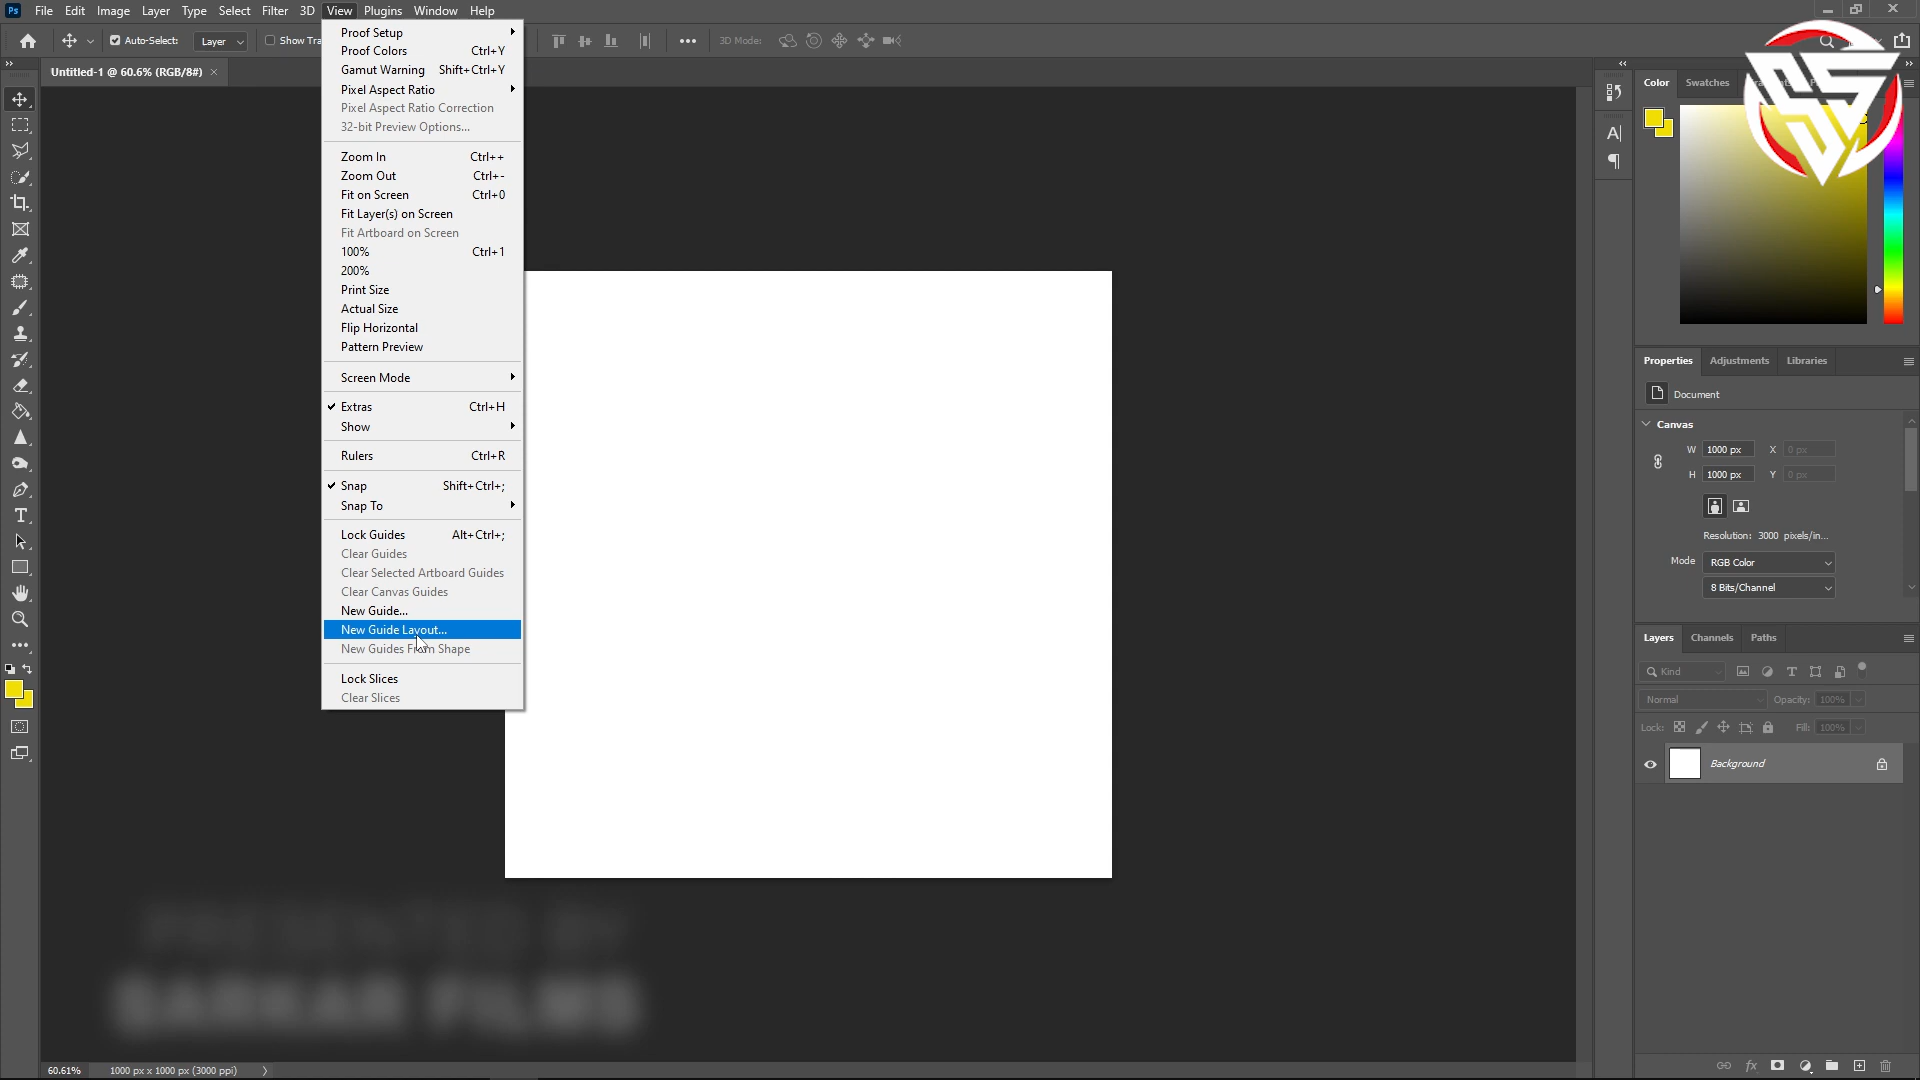 Ps File Edit Image Layer Type Select Filter 3D View Plugins Window Help
Auto-Select: Layer Show Tra 3D Mode:
Untitled-1 @ 60.6% (RGB/8#) ×
Proof Setup
Proof Colors Ctrl+Y
Gamut Warning Shift+Ctrl+Y
Pixel Aspect Ratio
Pixel Aspect Ratio Correction
32-bit Preview Options...
Zoom In Ctrl++
Zoom Out Ctrl+-
Fit on Screen Ctrl+0
Fit Layer(s) on Screen
Fit Artboard on Screen
100% Ctrl+1
200%
Print Size
Actual Size
Flip Horizontal
Pattern Preview
Screen Mode
Extras Ctrl+H
Show
Rulers Ctrl+R
Snap Shift+Ctrl+;
Snap To
Lock Guides Alt+Ctrl+;
Clear Guides
Clear Selected Artboard Guides
Clear Canvas Guides
New Guide...
New Guide Layout...
New Guides From Shape
Lock Slices
Clear Slices
Color Swatches
Properties Adjustments Libraries
Document
Canvas
W 1000 px X 0 px
H 1000 px Y 0 px
Resolution: 3000 pixels/in...
Mode RGB Color
8 Bits/Channel
Layers Channels Paths
Kind
Normal Opacity: 100%
Lock: Fill: 100%
Background
PRESENTED BY
SARKAR FILMS
60.61% 1000 px x 1000 px (3000 ppi)
fx